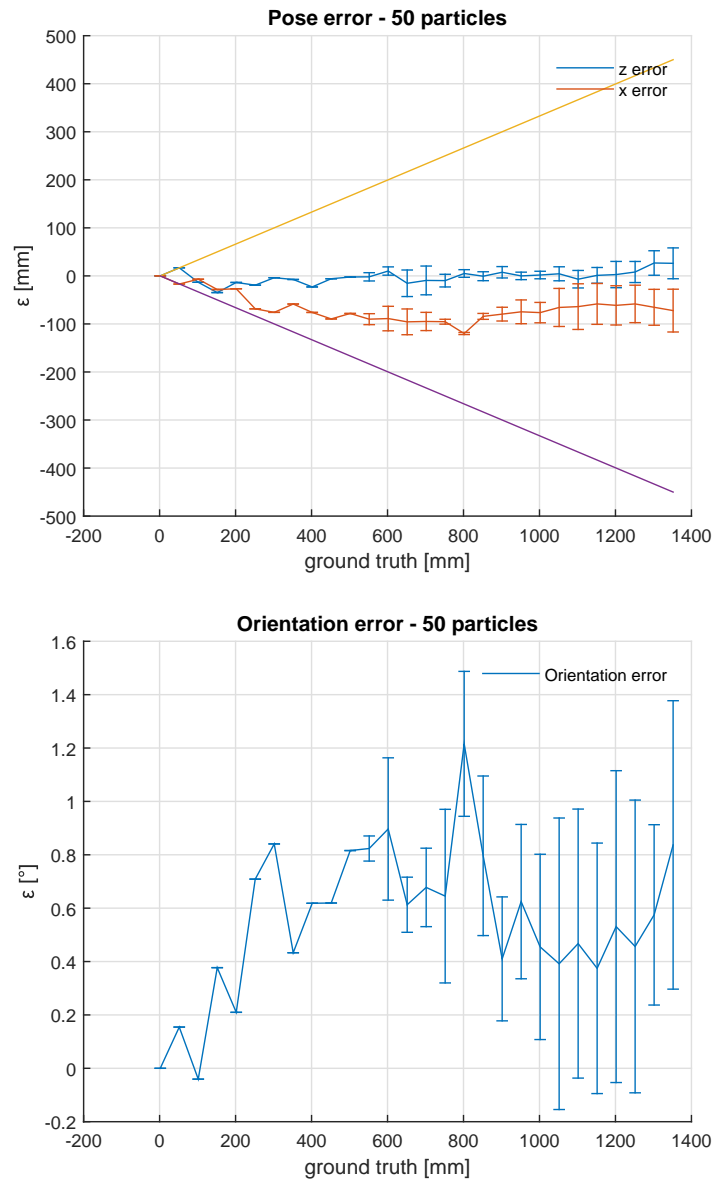 Pose error - 50 particles
500
400
300
200
100
0
-100
-200
-300
-400
-500
ε [mm]
z error
x error
-200 0 200 400 600 800 1000 1200 1400
ground truth [mm]
Orientation error - 50 particles
1.6
1.4
1.2
1
0.8
0.6
0.4
0.2
0
-0.2
ε [°]
Orientation error
-200 0 200 400 600 800 1000 1200 1400
ground truth [mm]